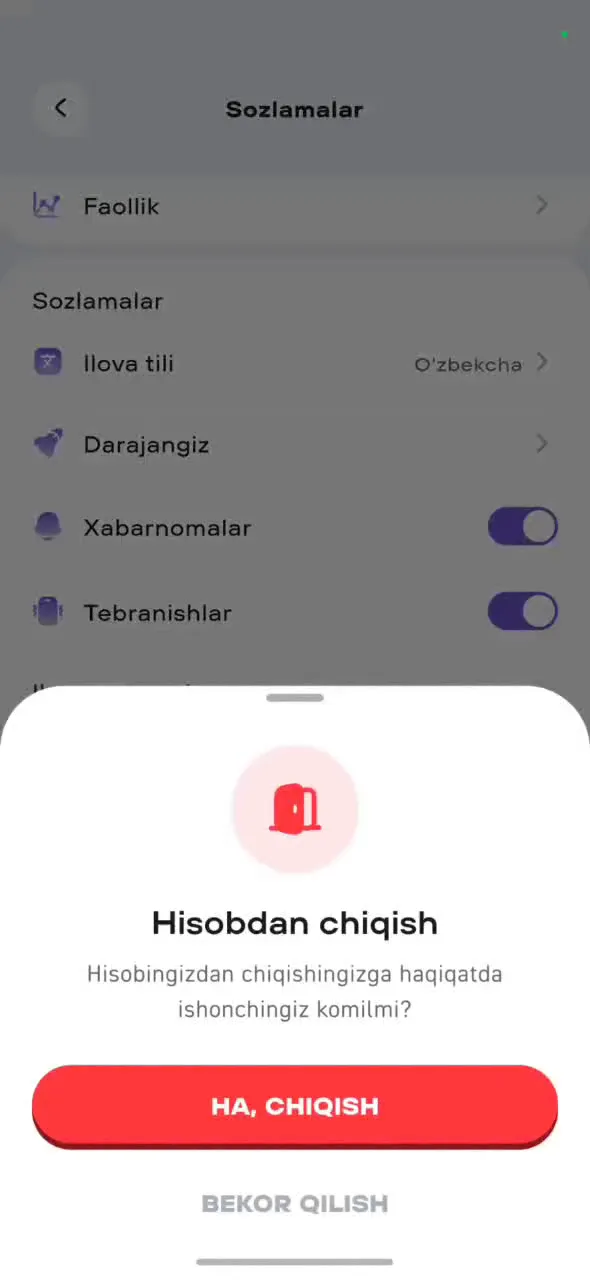 Sozlamalar
Faollik
Sozlamalar
Ilova tili
O'zbekcha
Darajangiz
Xabarnomalar
Tebranishlar
Hisobdan chiqish
Hisobingizdan chiqishingizga haqiqatda
ishonchingiz komilmi?
HA, CHIQISH
BEKOR QILISH